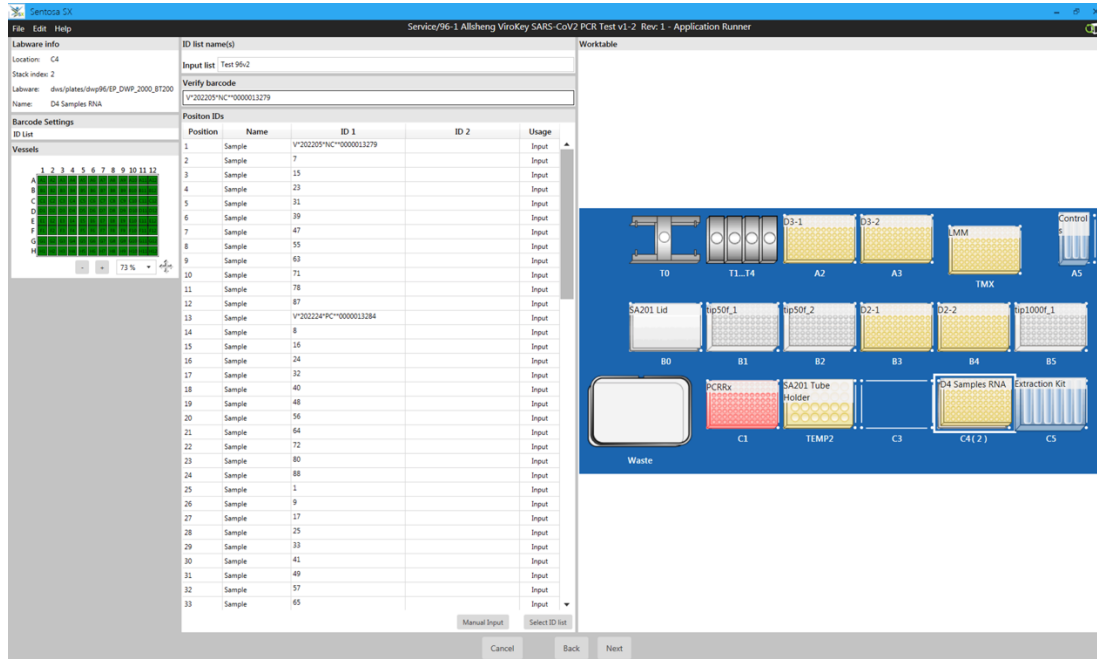 Sentosa SX
File Edit Help
Service/96-1 Allsheng ViroKey SARS-CoV2 PCR Test v1-2 Rev: 1 - Application Runner
Labware info
Location: C4
Stack index: 2
Labware: dws/plates/dwp96/EP_DWP_2000_BT200
Name: D4 Samples RNA
Barcode Settings
ID List
Vessels
1 2 3 4 5 6 7 8 9 10 11 12
A
B
C
D
E
F
G
H
- + 73 %
ID list name(s)
Input list Test 96v2
Verify barcode
V*202205*NC**0000013279
Positon IDs
Position Name ID 1 ID 2 Usage
1 Sample V*202205*NC**0000013279 Input
2 Sample 7 Input
3 Sample 15 Input
4 Sample 23 Input
5 Sample 31 Input
6 Sample 39 Input
7 Sample 47 Input
8 Sample 55 Input
9 Sample 63 Input
10 Sample 71 Input
11 Sample 78 Input
12 Sample 87 Input
13 Sample V*202224*PC**0000013284 Input
14 Sample 8 Input
15 Sample 16 Input
16 Sample 24 Input
17 Sample 32 Input
18 Sample 40 Input
19 Sample 48 Input
20 Sample 56 Input
21 Sample 64 Input
22 Sample 72 Input
23 Sample 80 Input
24 Sample 88 Input
25 Sample 1 Input
26 Sample 9 Input
27 Sample 17 Input
28 Sample 25 Input
29 Sample 33 Input
30 Sample 41 Input
31 Sample 49 Input
32 Sample 57 Input
33 Sample 65 Input
Manual Input Select ID list
Worktable
D3-1 D3-2 LMM Control
s
T0 T1...T4 A2 A3 TMX A5
SA201 Lid tip50f_1 tip50f_2 D2-1 D2-2 tip1000f_1
B0 B1 B2 B3 B4 B5
PCRRx SA201 Tube Holder D4 Samples RNA Extraction Kit
Waste C1 TEMP2 C3 C4( 2 ) C5
Cancel Back Next